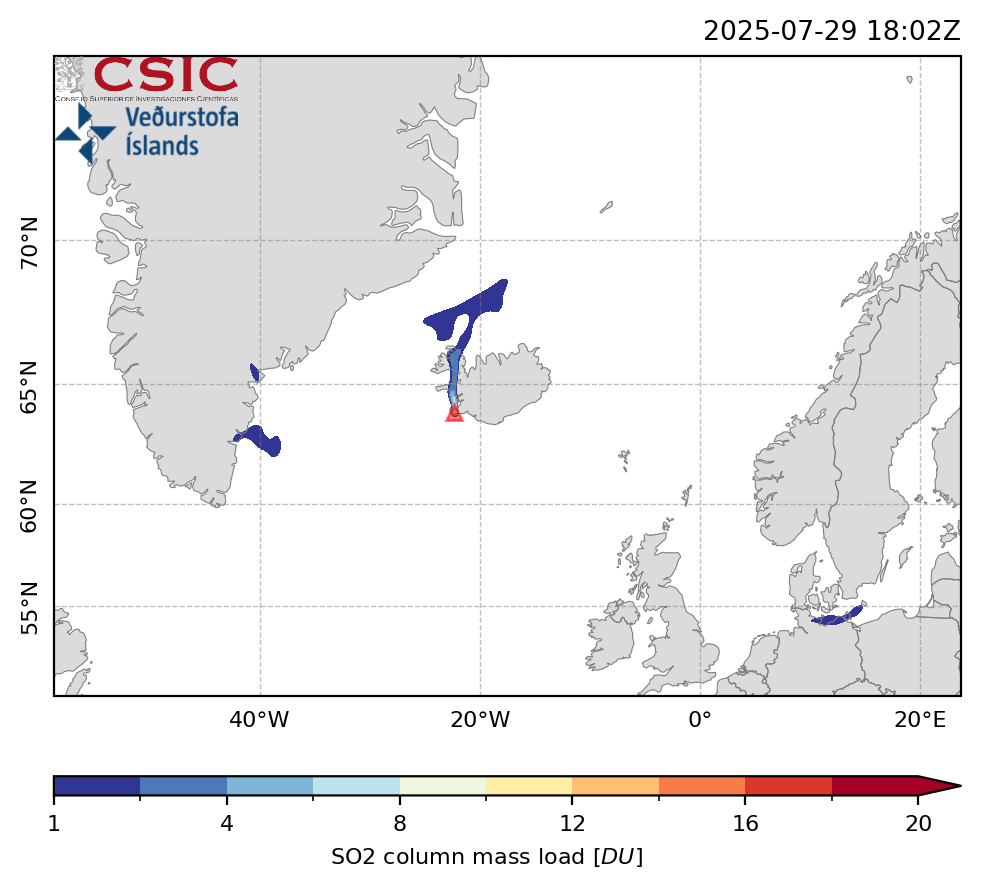 2025-07-29 18:02Z
CSIC
CONSEJO SUPERIOR DE INVESTIGACIONES CIENTÍFICAS
Veðurstofa
Íslands
70°N
65°N
60°N
55°N
40°W 20°W 0° 20°E
1 4 8 12 16 20
SO2 column mass load [DU]